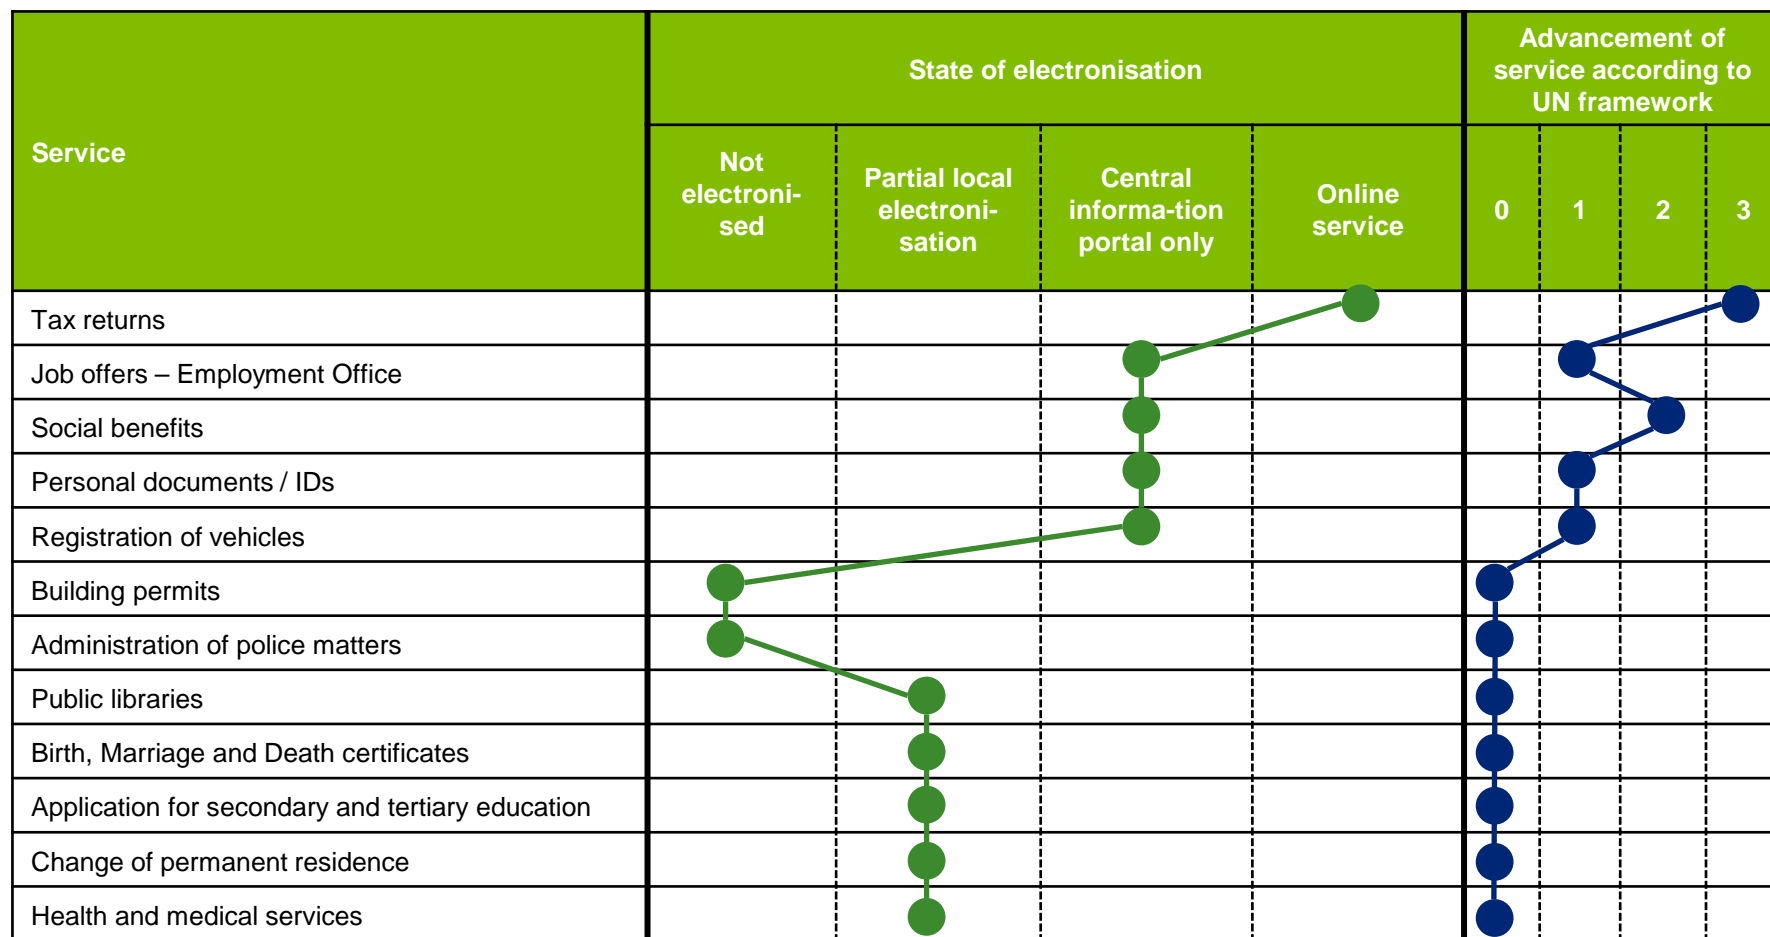 Service
State of electronisation
Advancement of
service according to
UN framework
Not
electroni-
sed
Partial local
electroni-
sation
Central
informa-tion
portal only
Online
service
0
1
2
3
Tax returns
Job offers – Employment Office
Social benefits
Personal documents / IDs
Registration of vehicles
Building permits
Administration of police matters
Public libraries
Birth, Marriage and Death certificates
Application for secondary and tertiary education
Change of permanent residence
Health and medical services